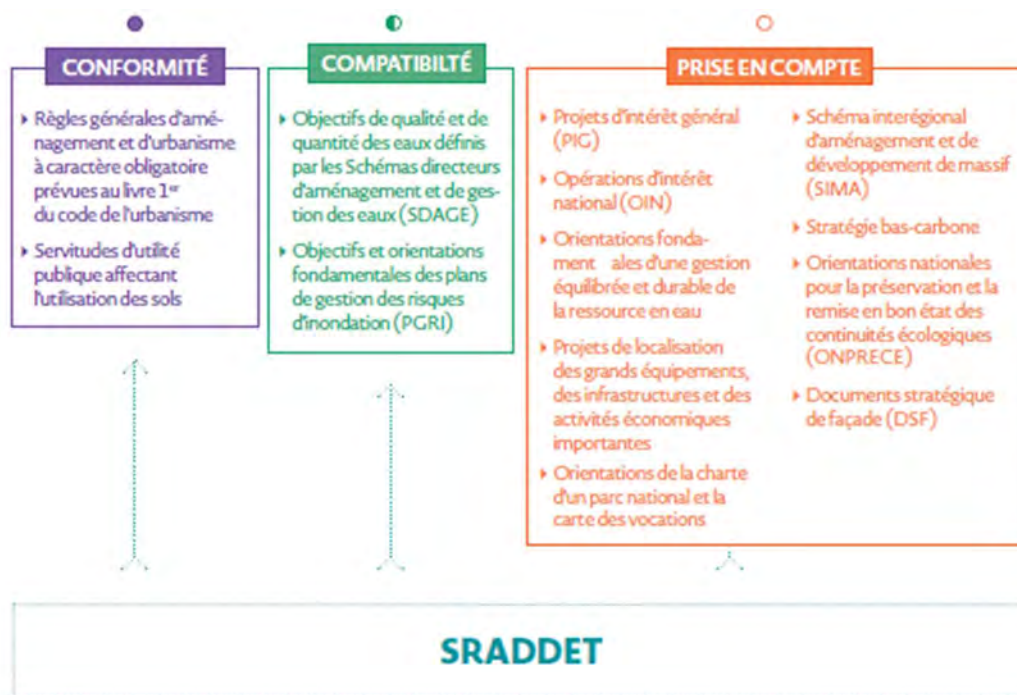 CONFORMITÉ
▸ Règles générales d'amé-
nagement et d'urbanisme
à caractère obligatoire
prévues au livre 1er
du code de l'urbanisme
▸ Servitudes d'utilité
publique affectant
l'utilisation des sols
COMPATIBILTÉ
▸ Objectifs de qualité et de
quantité des eaux définis
par les Schémas directeurs
d'aménagement et de ges-
tion des eaux (SDAGE)
▸ Objectifs et orientations
fondamentales des plans
de gestion des risques
d'inondation (PGRI)
PRISE EN COMPTE
▸ Projets d'intérêt général
(PIG)
▸ Opérations d'intérêt
national (OIN)
▸ Orientations fonda-
ment ales d'une gestion
équilibrée et durable de
la ressource en eau
▸ Projets de localisation
des grands équipements,
des infrastructures et des
activités économiques
importantes
▸ Orientations de la charte
d'un parc national et la
carte des vocations
▸ Schéma interégional
d'aménagement et de
développement de massif
(SIMA)
▸ Stratégie bas-carbone
▸ Orientations nationales
pour la préservation et la
remise en bon état des
continuités écologiques
(ONPRECE)
▸ Documents stratégique
de façade (DSF)
SRADDET